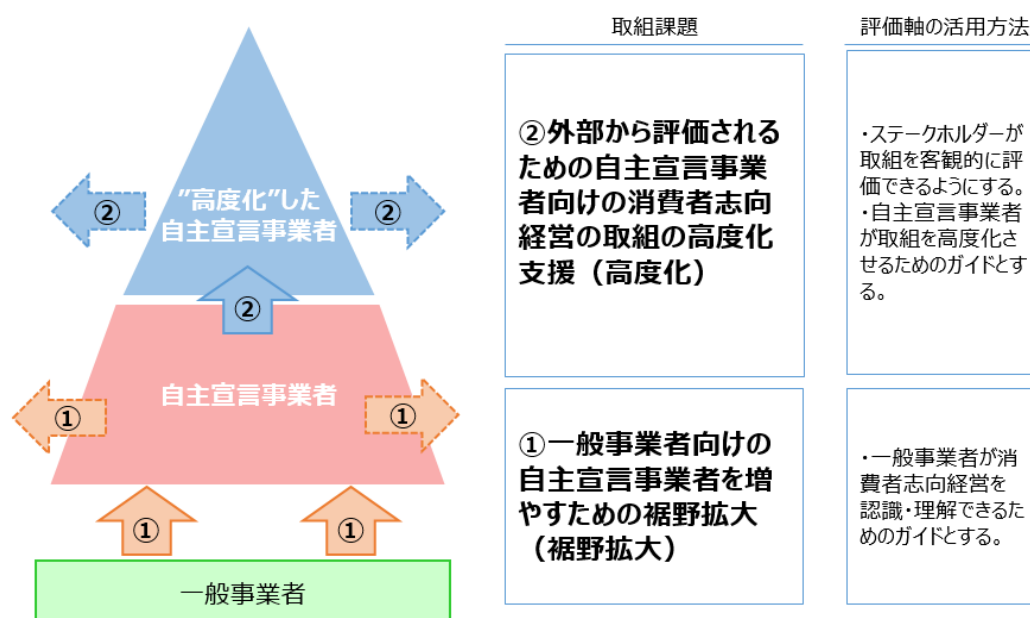 取組課題
評価軸の活用方法
②外部から評価される
ための自主宣言事業
者向けの消費者志向
経営の取組の高度化
支援（高度化）
・ステークホルダーが
取組を客観的に評
価できるようにする。
・自主宣言事業者
が取組を高度化さ
せるためのガイドとす
る。
”高度化”した
自主宣言事業者
②
②
②
自主宣言事業者
①
①
①一般事業者向けの
自主宣言事業者を増
やすための裾野拡大
（裾野拡大）
・一般事業者が消
費者志向経営を
認識・理解できるた
めのガイドとする。
①
①
一般事業者